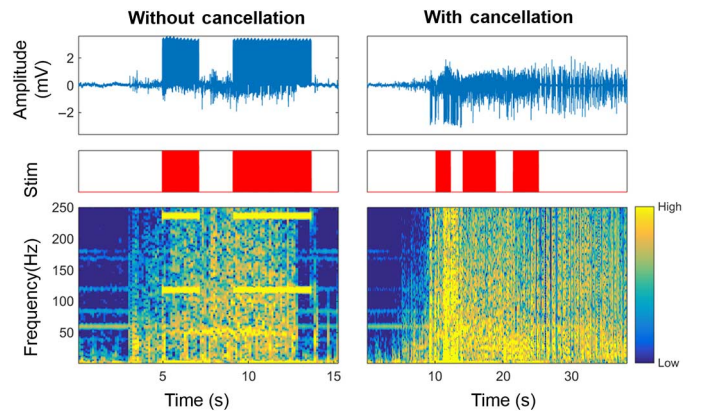 Without cancellation
With cancellation
Amplitude
(mV)
2
0
−2
Stim
Frequency(Hz)
250
200
150
100
50
High
Low
5
10
15
10
20
30
Time (s)
Time (s)